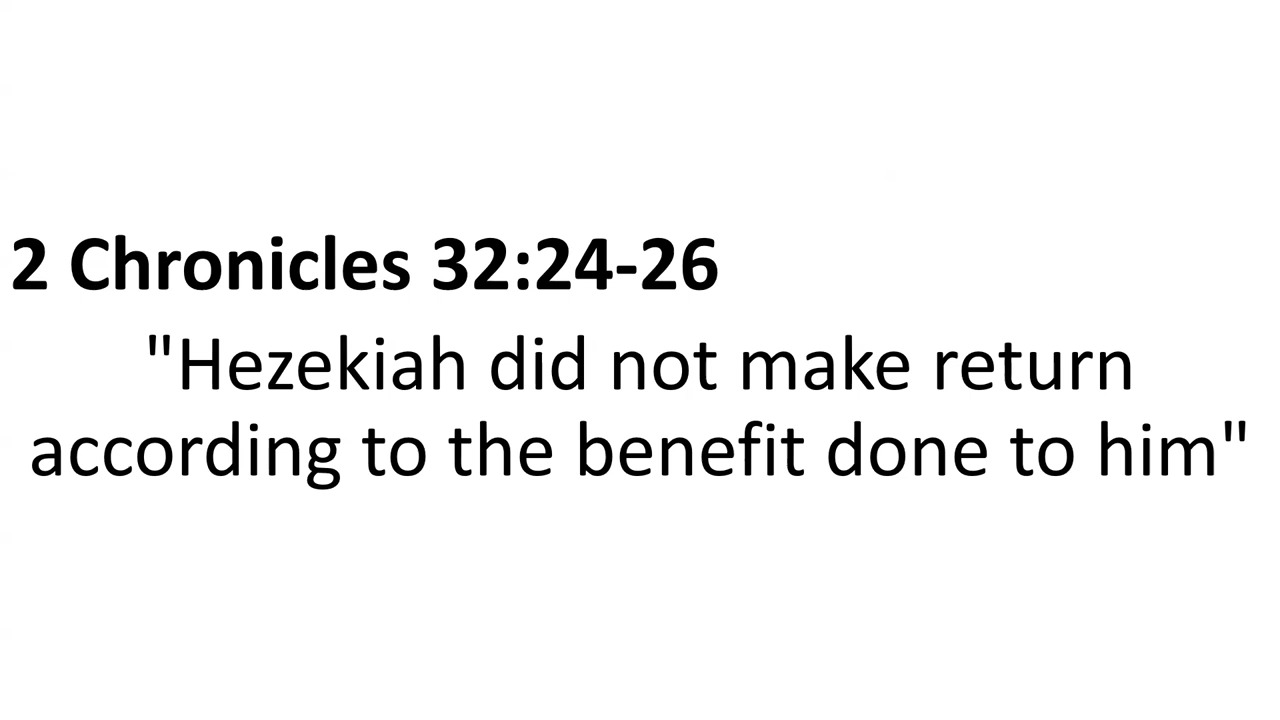 2 Chronicles 32:24-26
"Hezekiah did not make return
according to the benefit done to him"